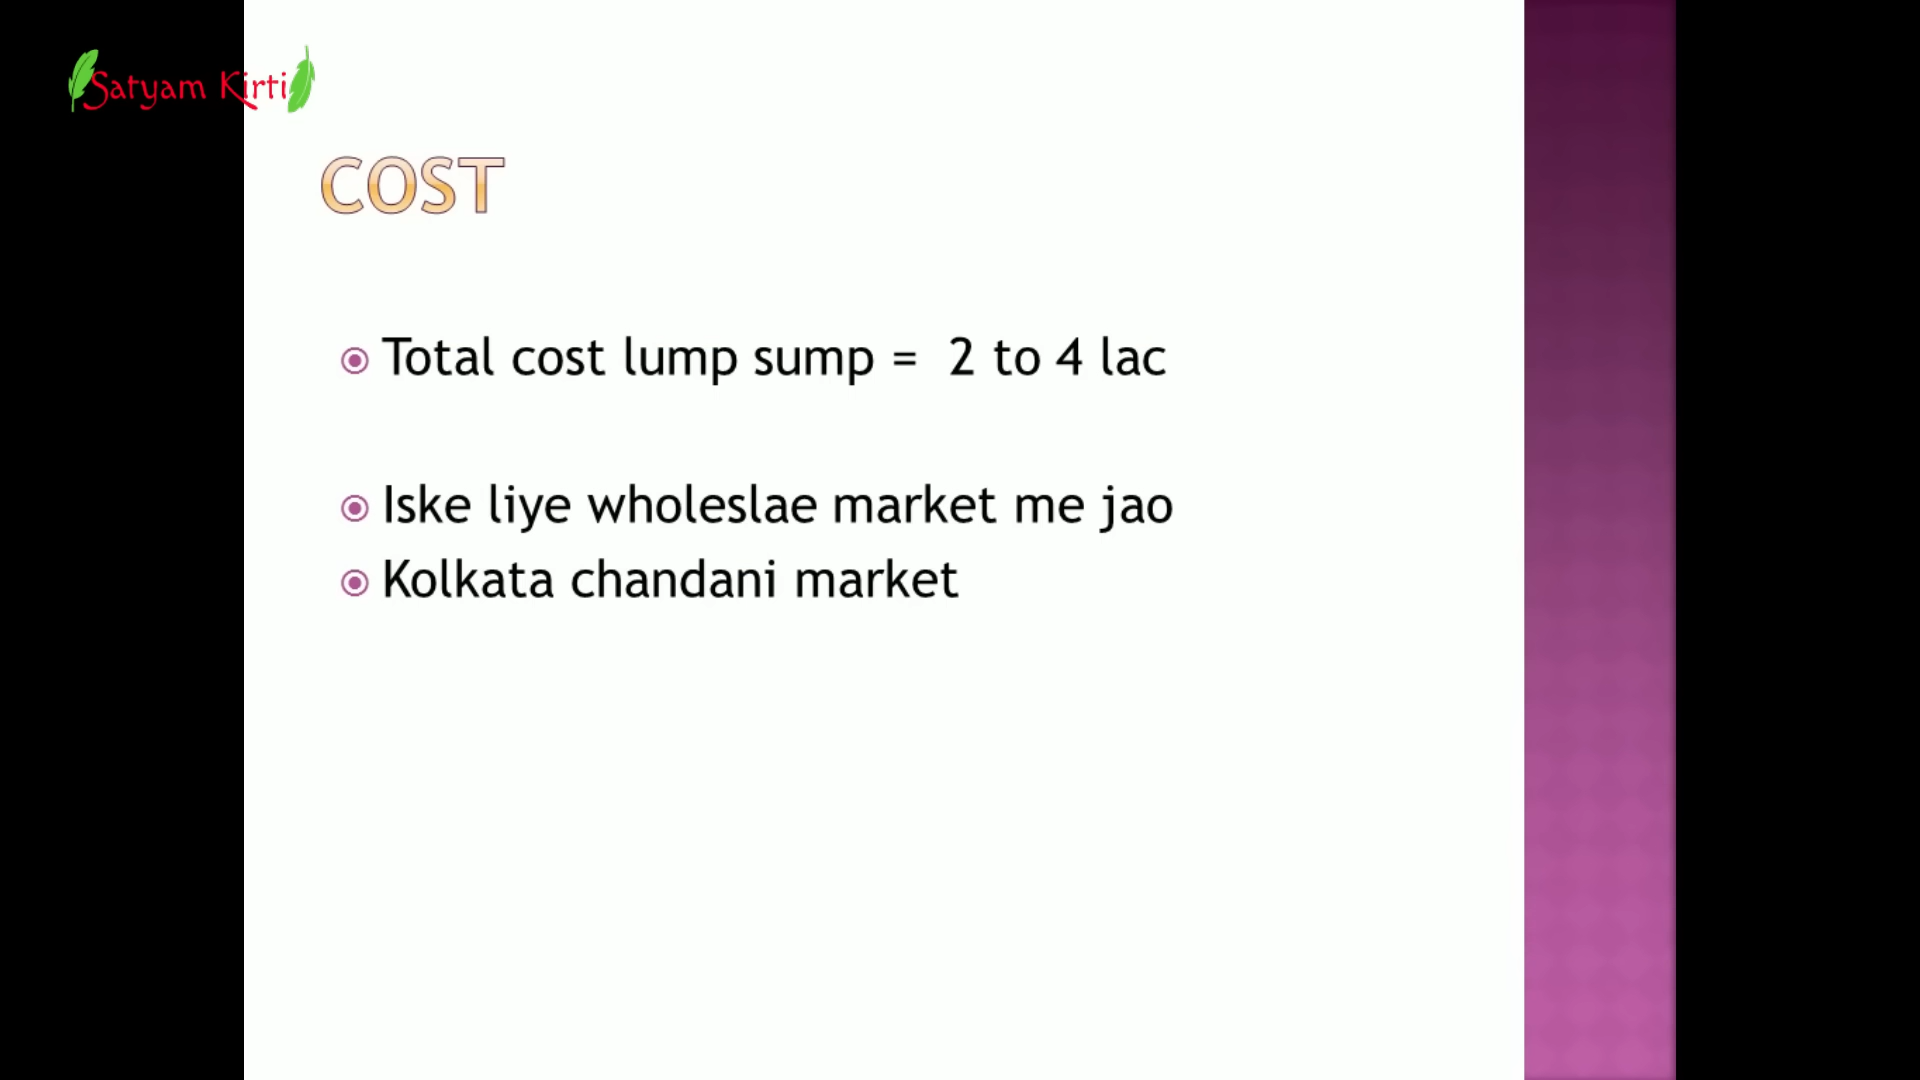 Satyam Kirti
COST
Total cost lump sump = 2 to 4 lac
Iske liye wholeslae market me jao
Kolkata chandani market